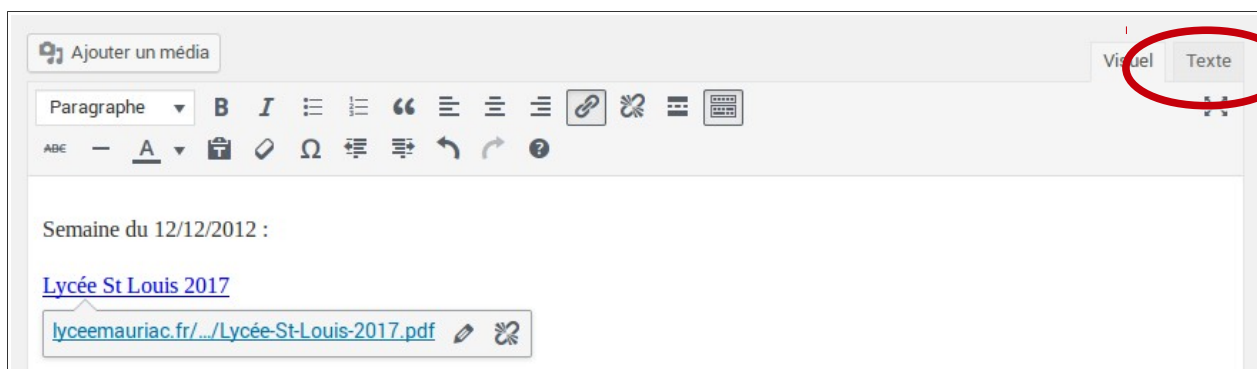 Ajouter un média
Visuel Texte
Paragraphe B I “ ABC A T Ω ?
Semaine du 12/12/2012 :
Lycée St Louis 2017
lyceemauriac.fr/…/Lycée-St-Louis-2017.pdf